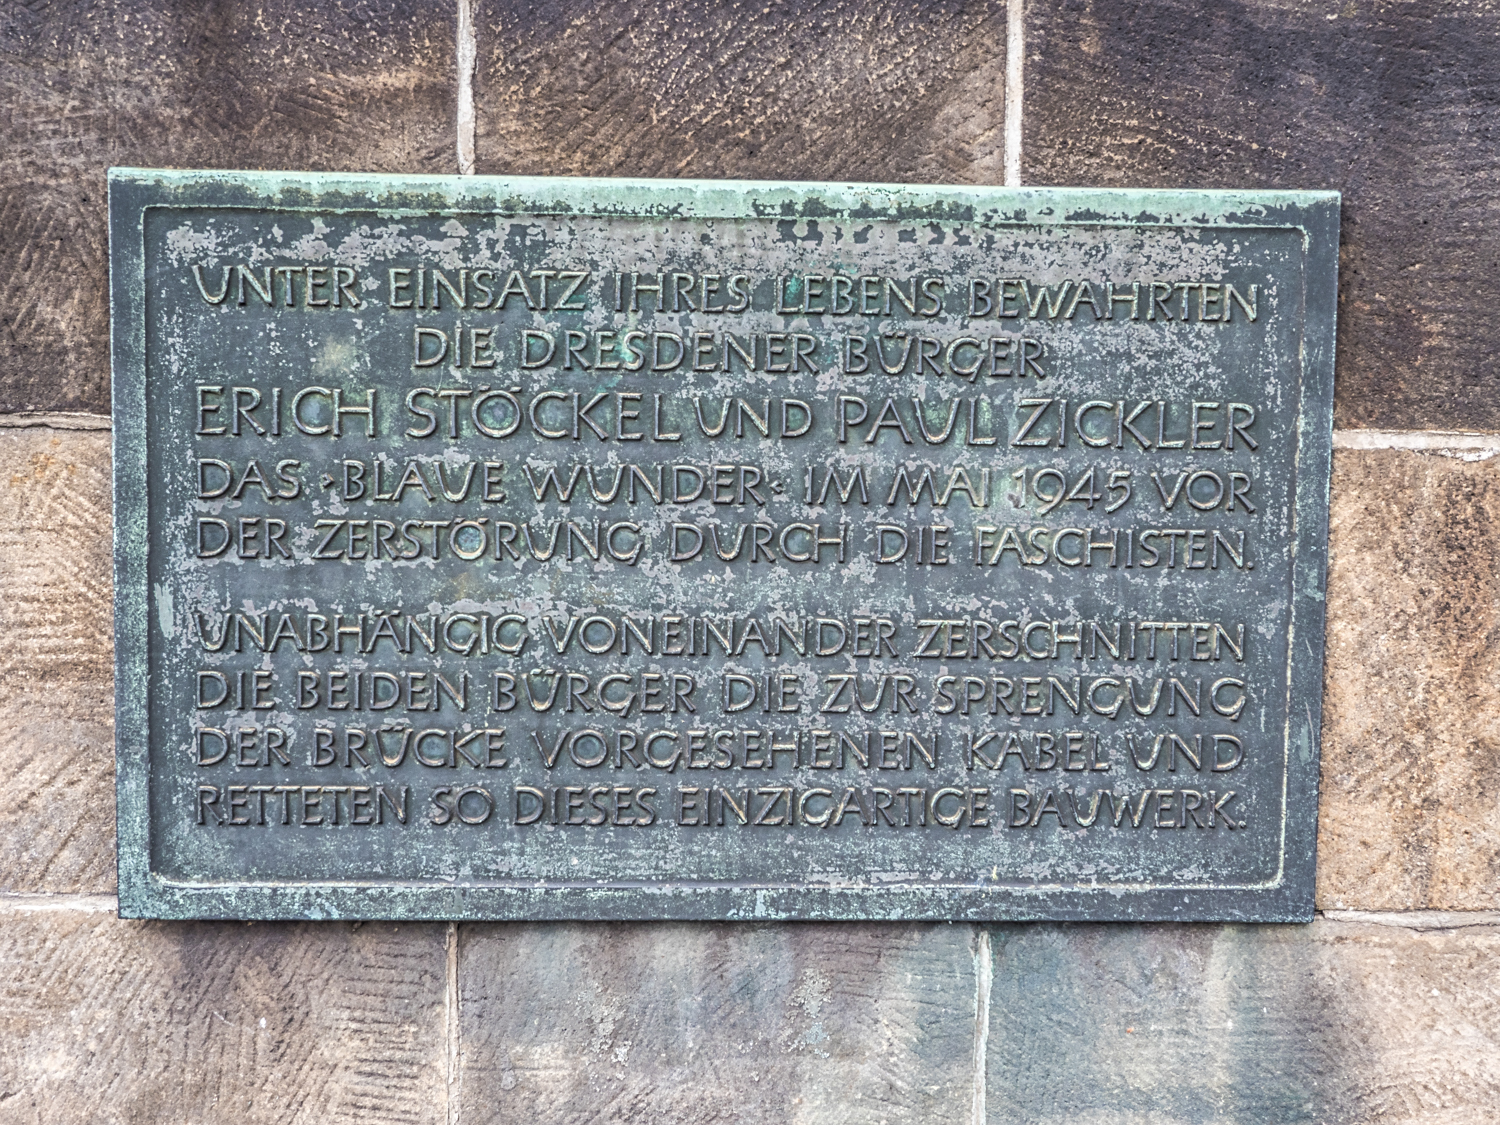 UNTER EINSATZ IHRES LEBENS BEWAHRTEN
DIE DRESDENER BÜRGER
ERICH STÖCKEL UND PAUL ZICKLER
DAS ›BLAUE WUNDER‹ IM MAI 1945 VOR
DER ZERSTÖRUNG DURCH DIE FASCHISTEN.
UNABHÄNGIG VONEINANDER ZERSCHNITTEN
DIE BEIDEN BÜRGER DIE ZUR SPRENGUNG
DER BRÜCKE VORGESEHENEN KABEL UND
RETTETEN SO DIESES EINZIGARTIGE BAUWERK.